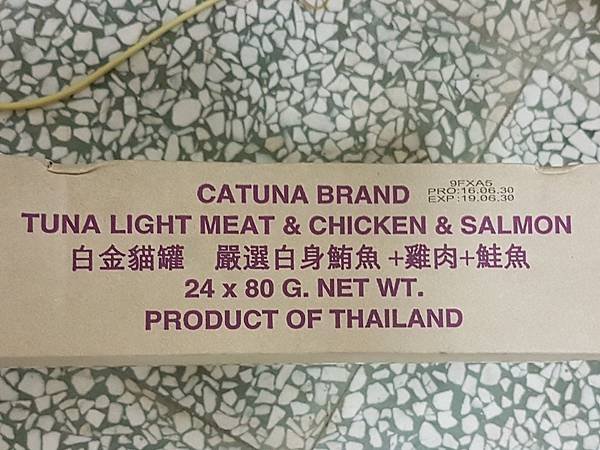 CATUNA BRAND
9FXA5
PRO:16.06.30
EXP:19.06.30
TUNA LIGHT MEAT & CHICKEN & SALMON
白金貓罐 嚴選白身鮪魚+雞肉+鮭魚
24 x 80 G. NET WT.
PRODUCT OF THAILAND